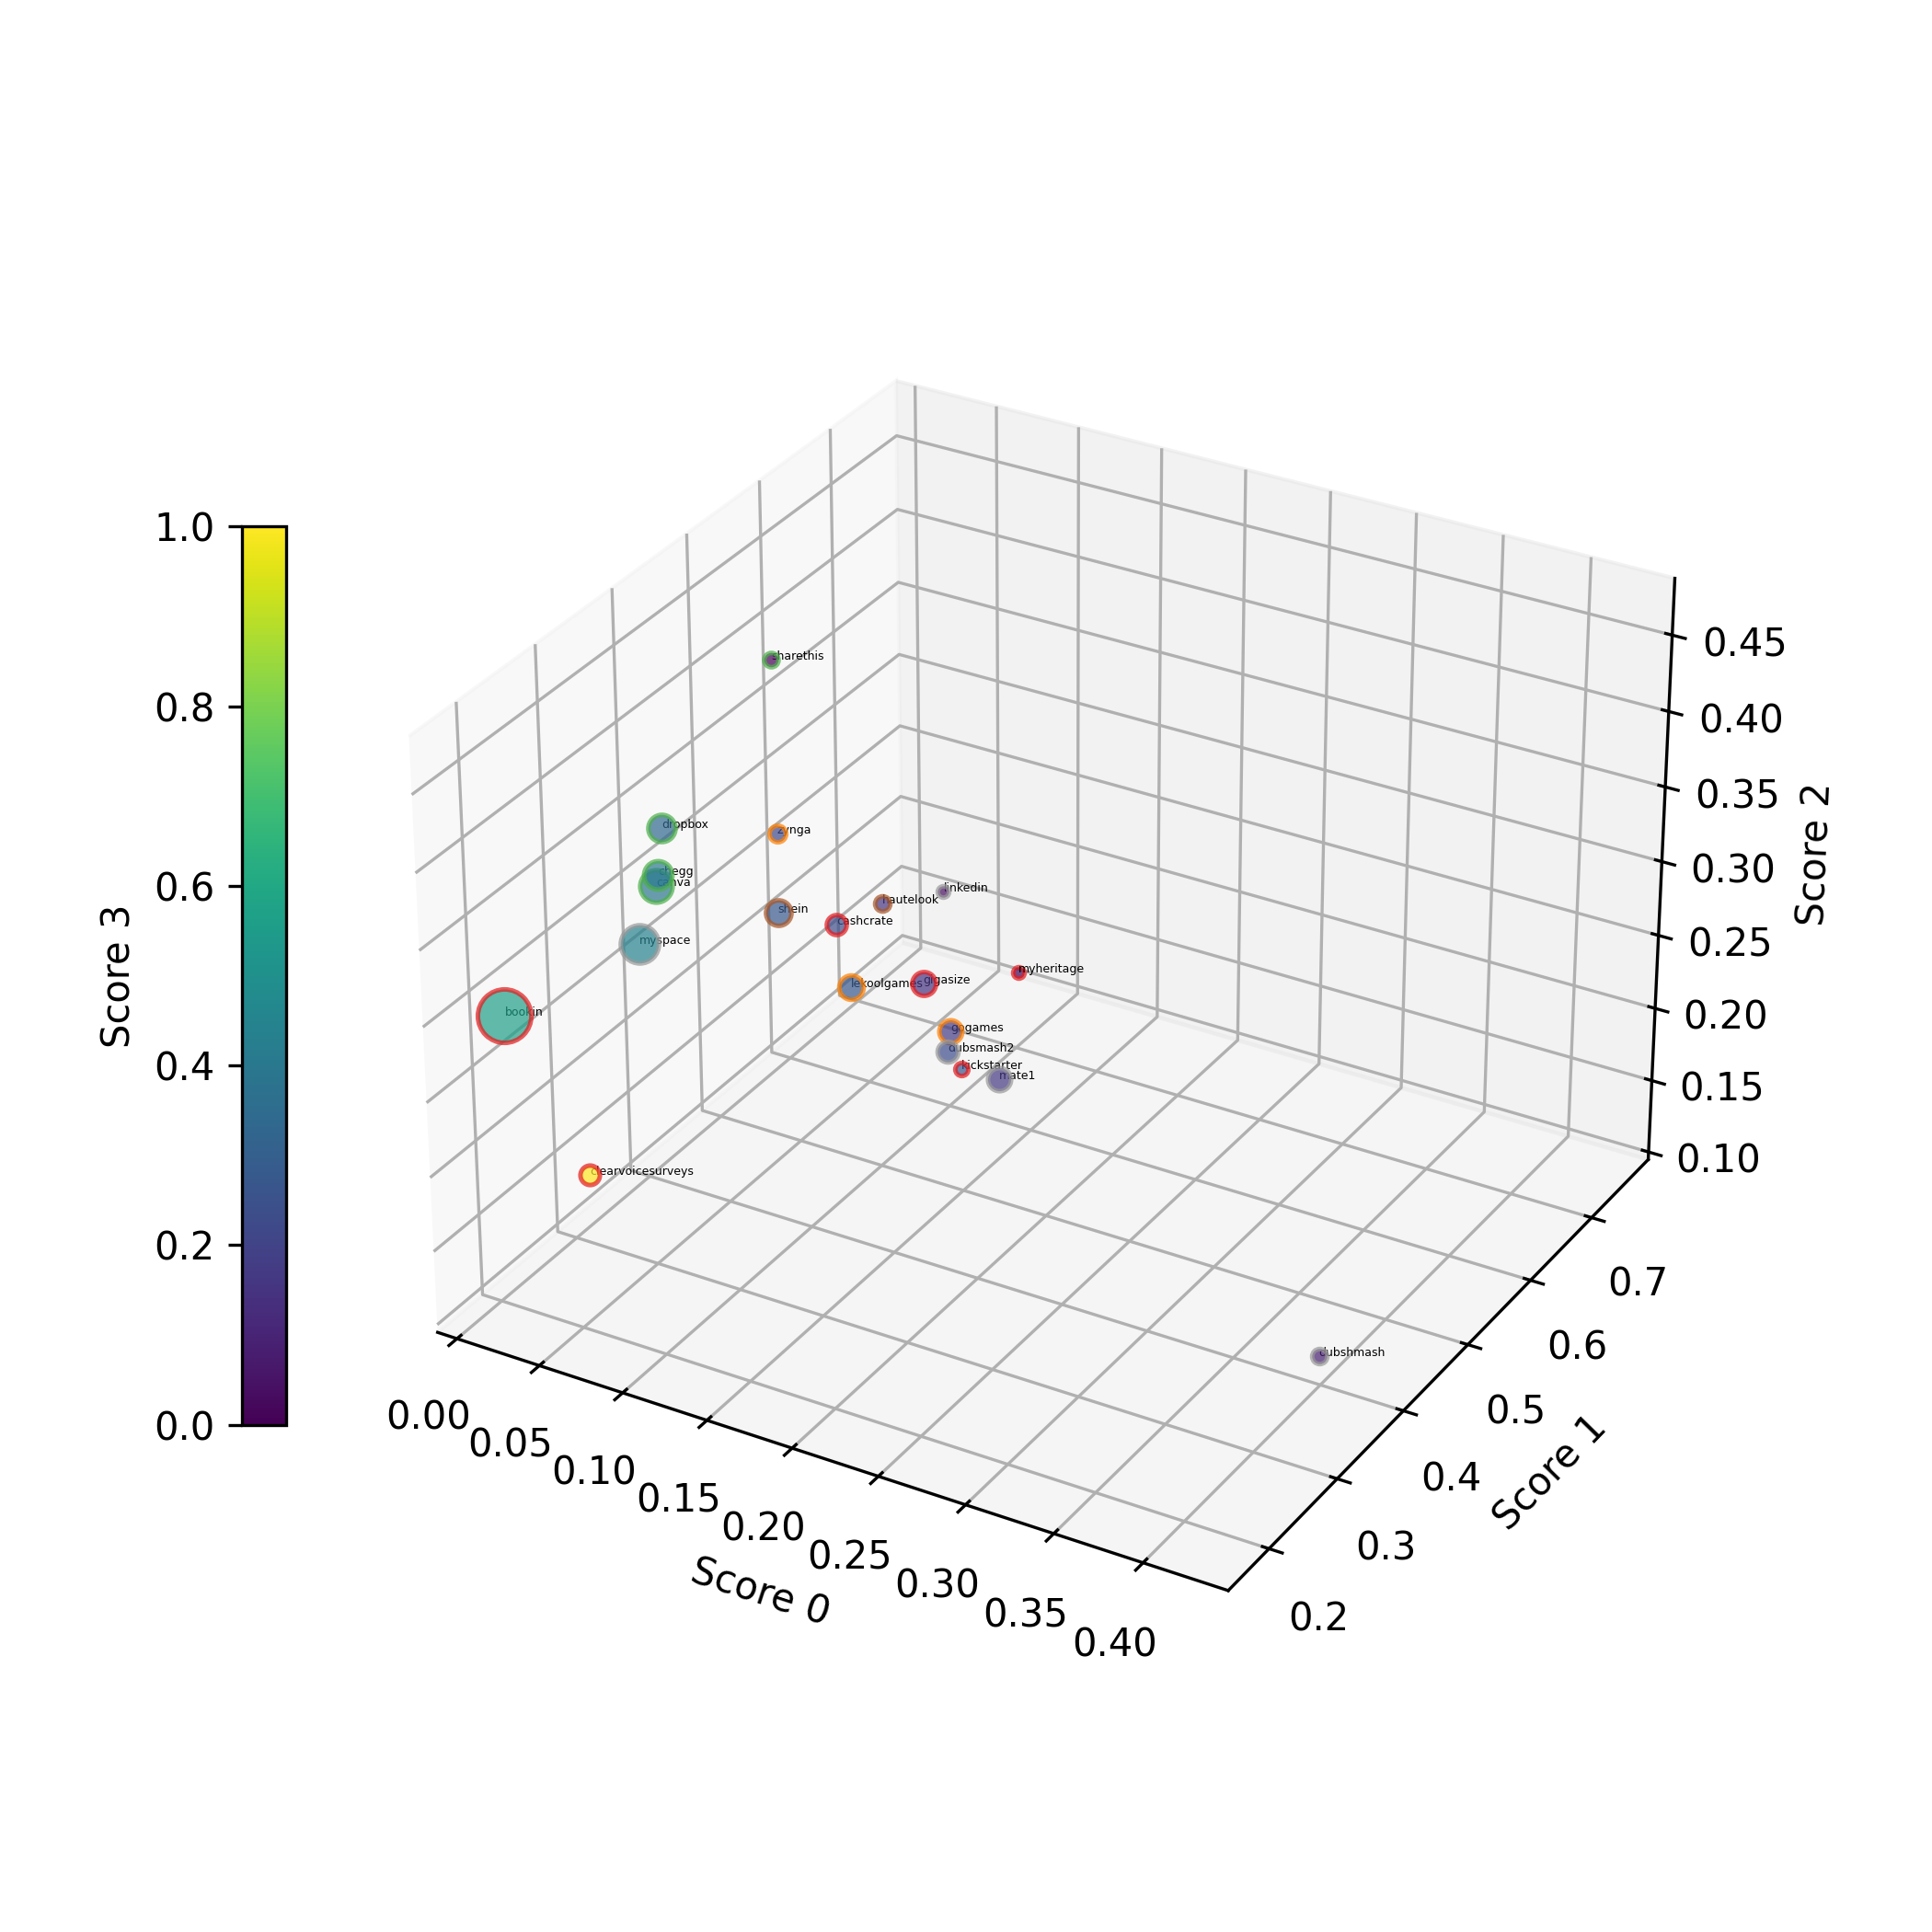 sharethis
dropbox
zynga
chegg
canva
linkedin
hautelook
shein
cashcrate
myspace
myheritage
gigasize
lekoolgames
bookin
gogames
dubsmash2
kickstarter
mate1
clearvoicesurveys
dubshmash
1.0
0.8
0.6
0.4
0.2
0.0
Score 3
0.00
0.05
0.10
0.15
0.20
0.25
0.30
0.35
0.40
Score 0
0.2
0.3
0.4
0.5
0.6
0.7
Score 1
0.45
0.40
0.35
0.30
0.25
0.20
0.15
0.10
Score 2